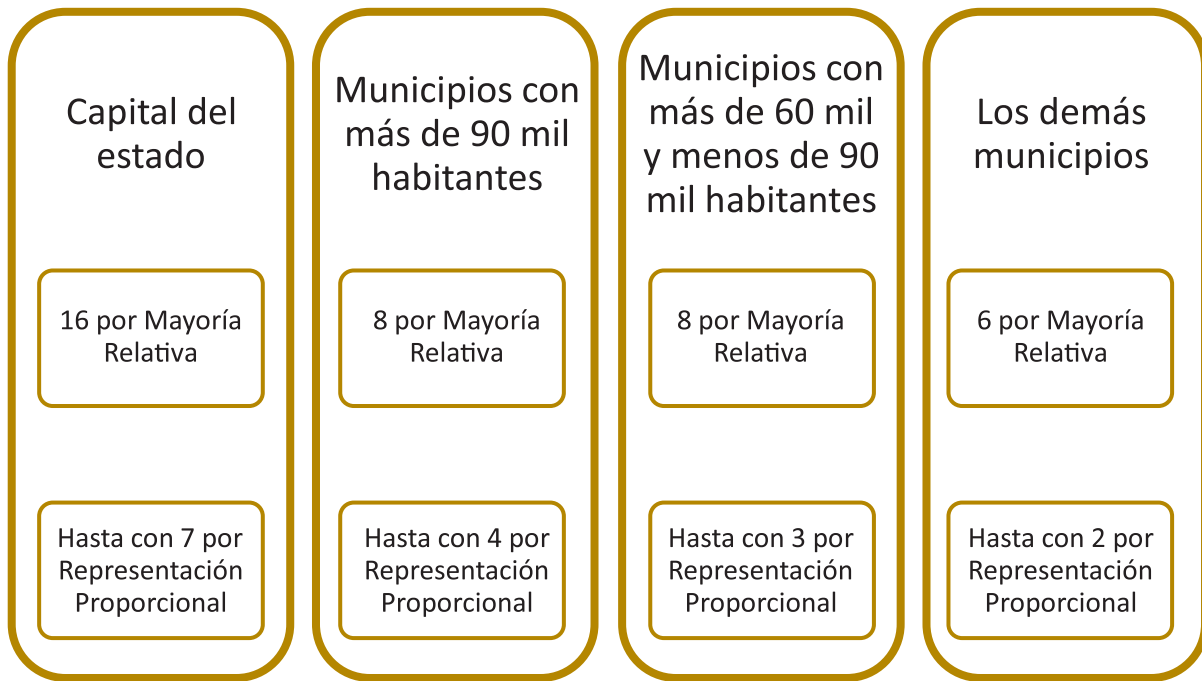 Capital del
estado
16 por Mayoría
Relativa
Hasta con 7 por
Representación
Proporcional
Municipios con
más de 90 mil
habitantes
8 por Mayoría
Relativa
Hasta con 4 por
Representación
Proporcional
Municipios con
más de 60 mil
y menos de 90
mil habitantes
8 por Mayoría
Relativa
Hasta con 3 por
Representación
Proporcional
Los demás
municipios
6 por Mayoría
Relativa
Hasta con 2 por
Representación
Proporcional